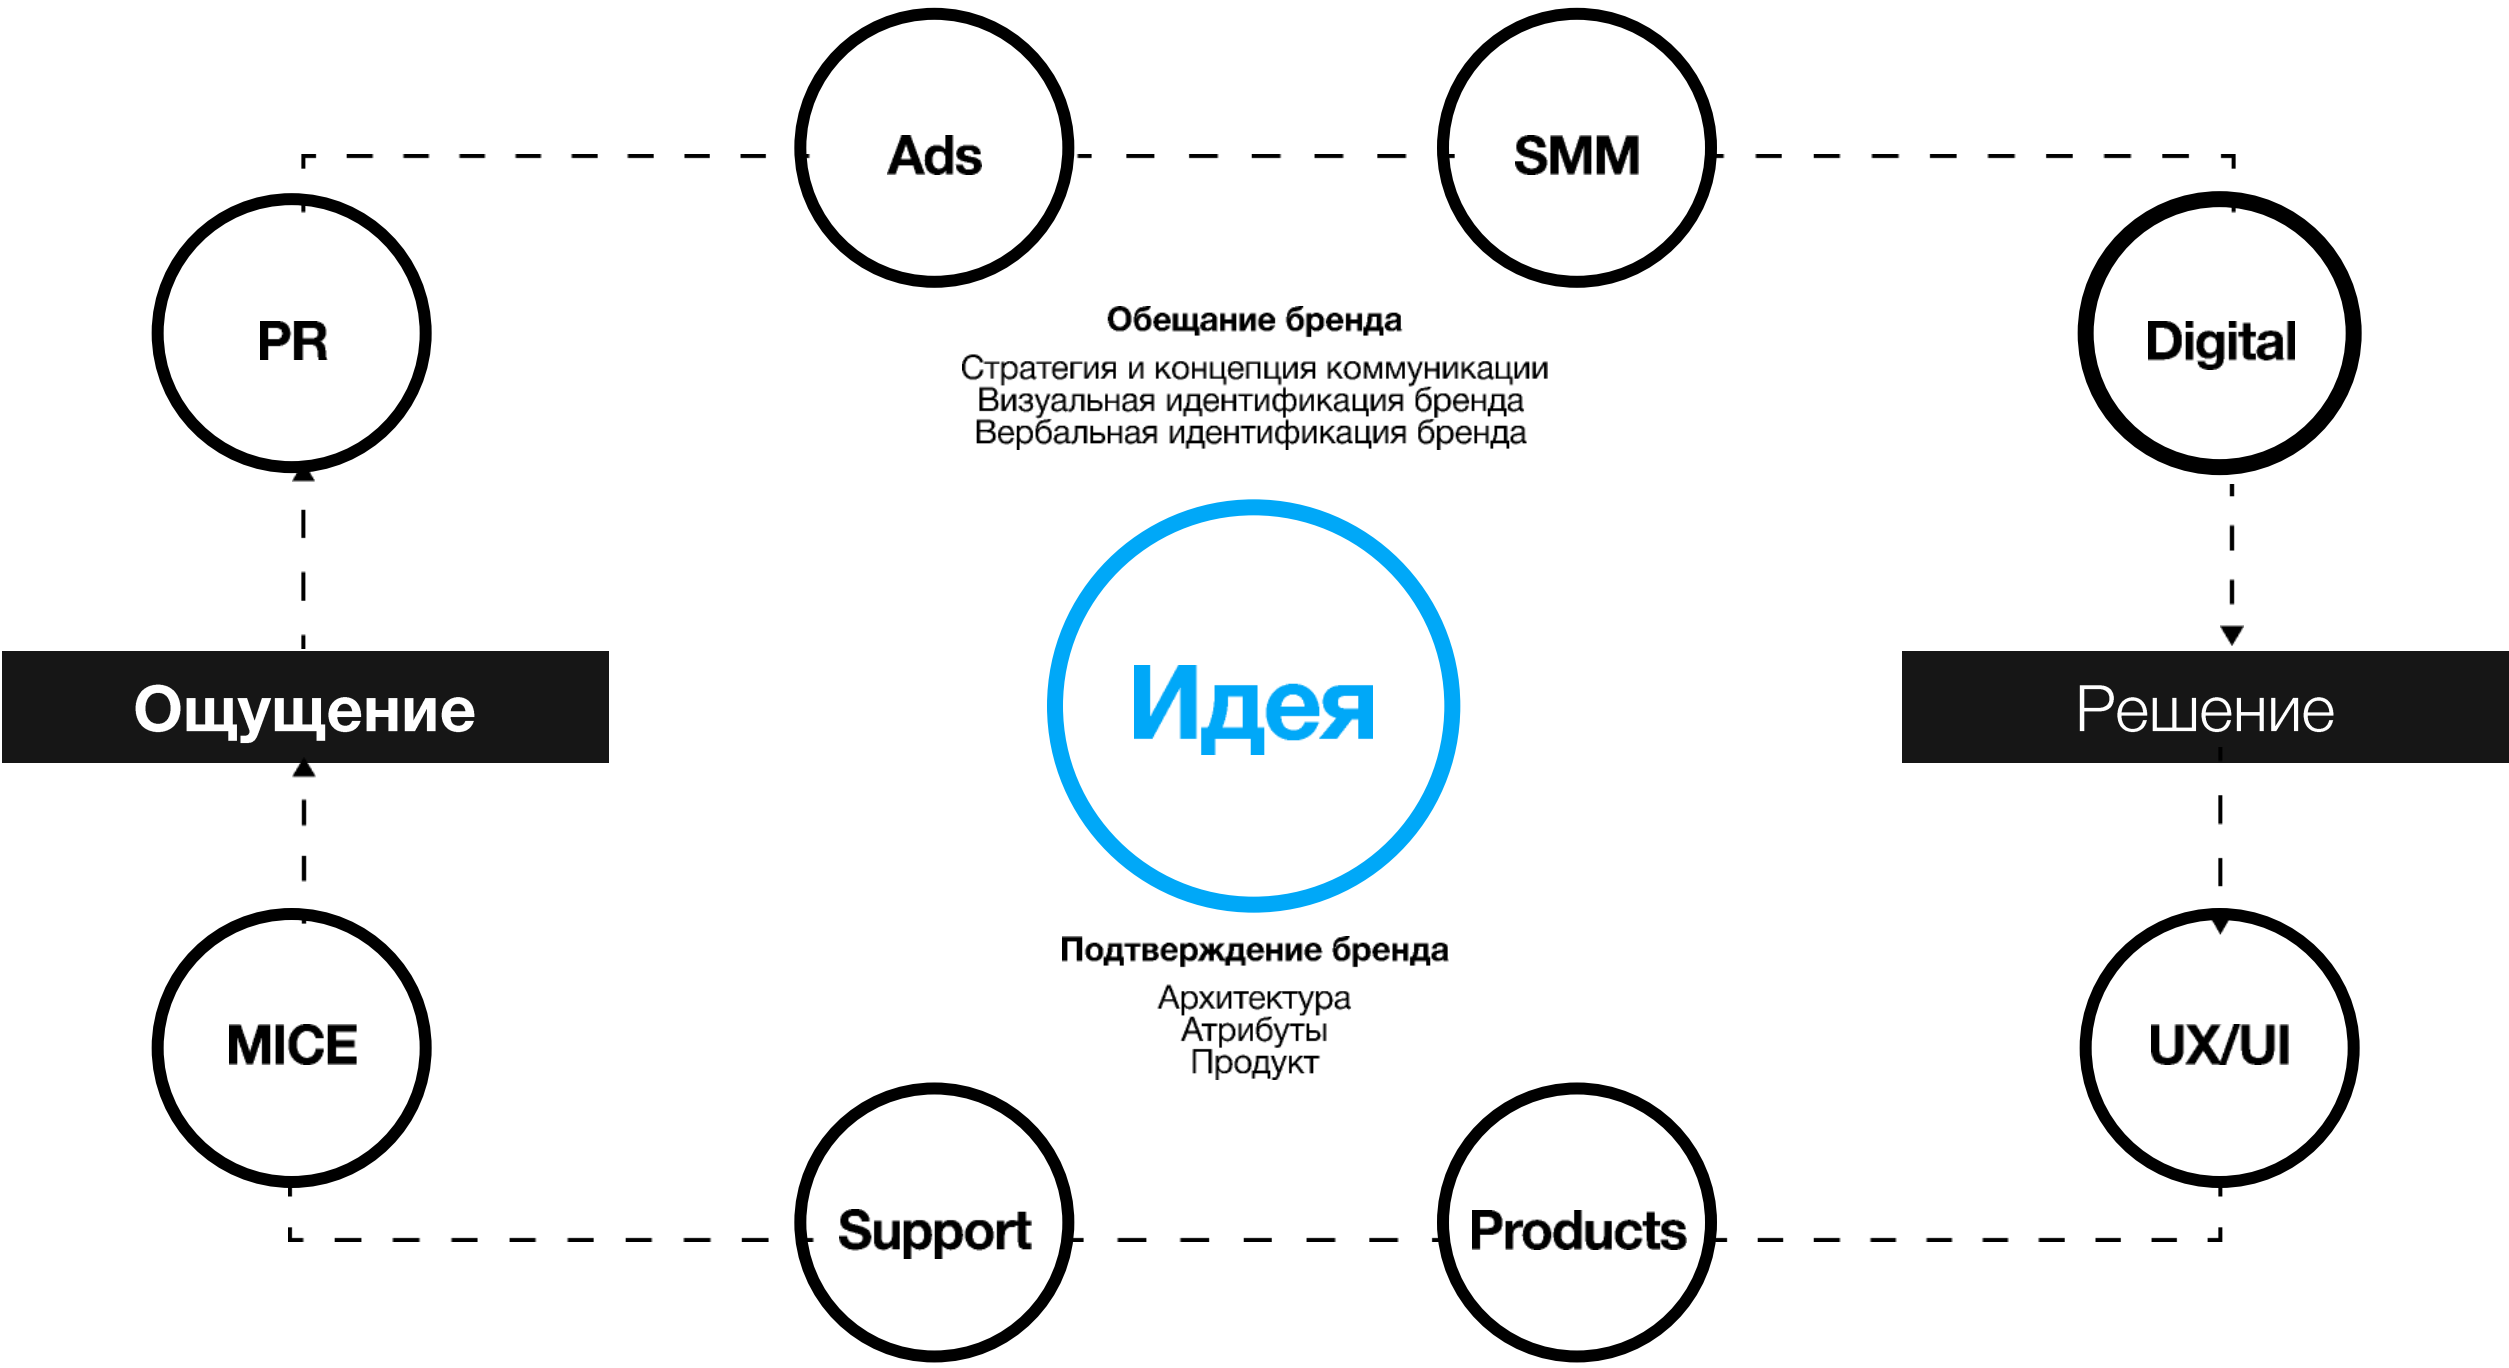 Ads
SMM
PR
Digital
Обещание бренда
Стратегия и концепция коммуникации
Визуальная идентификация бренда
Вербальная идентификация бренда
Ощущение
Идея
Решение
Подтверждение бренда
Архитектура
Атрибуты
Продукт
MICE
UX/UI
Support
Products